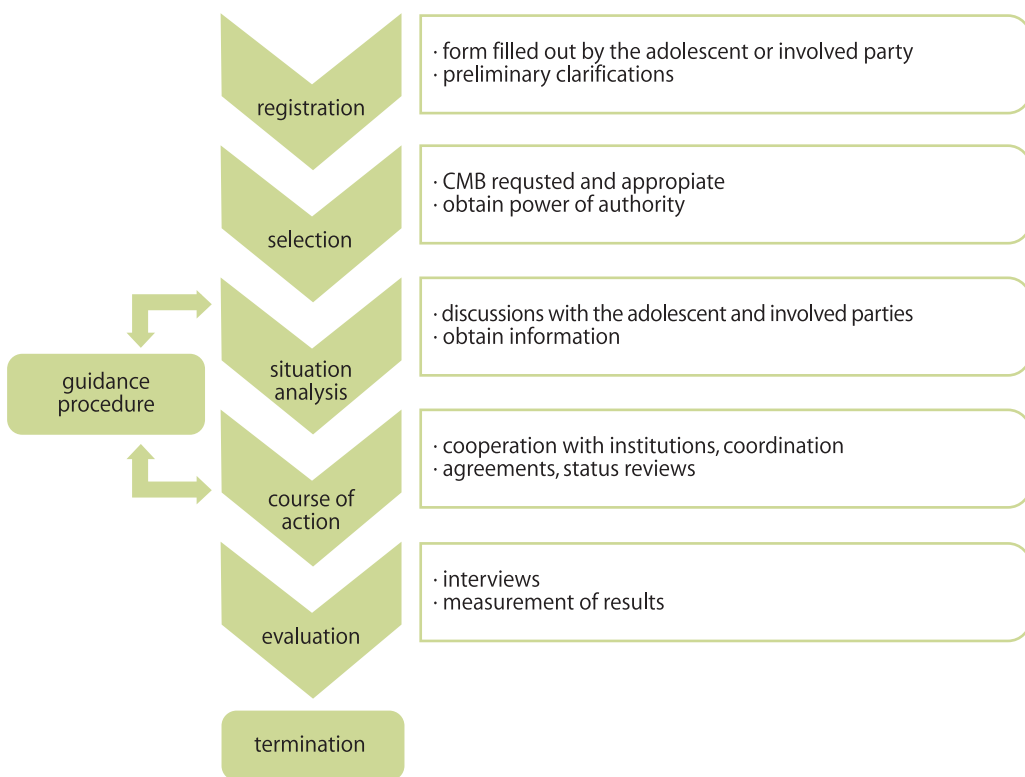 registration
· form filled out by the adolescent or involved party
· preliminary clarifications
selection
· CMB requsted and appropiate
· obtain power of authority
guidance
procedure
situation
analysis
· discussions with the adolescent and involved parties
· obtain information
course of
action
· cooperation with institutions, coordination
· agreements, status reviews
evaluation
· interviews
· measurement of results
termination